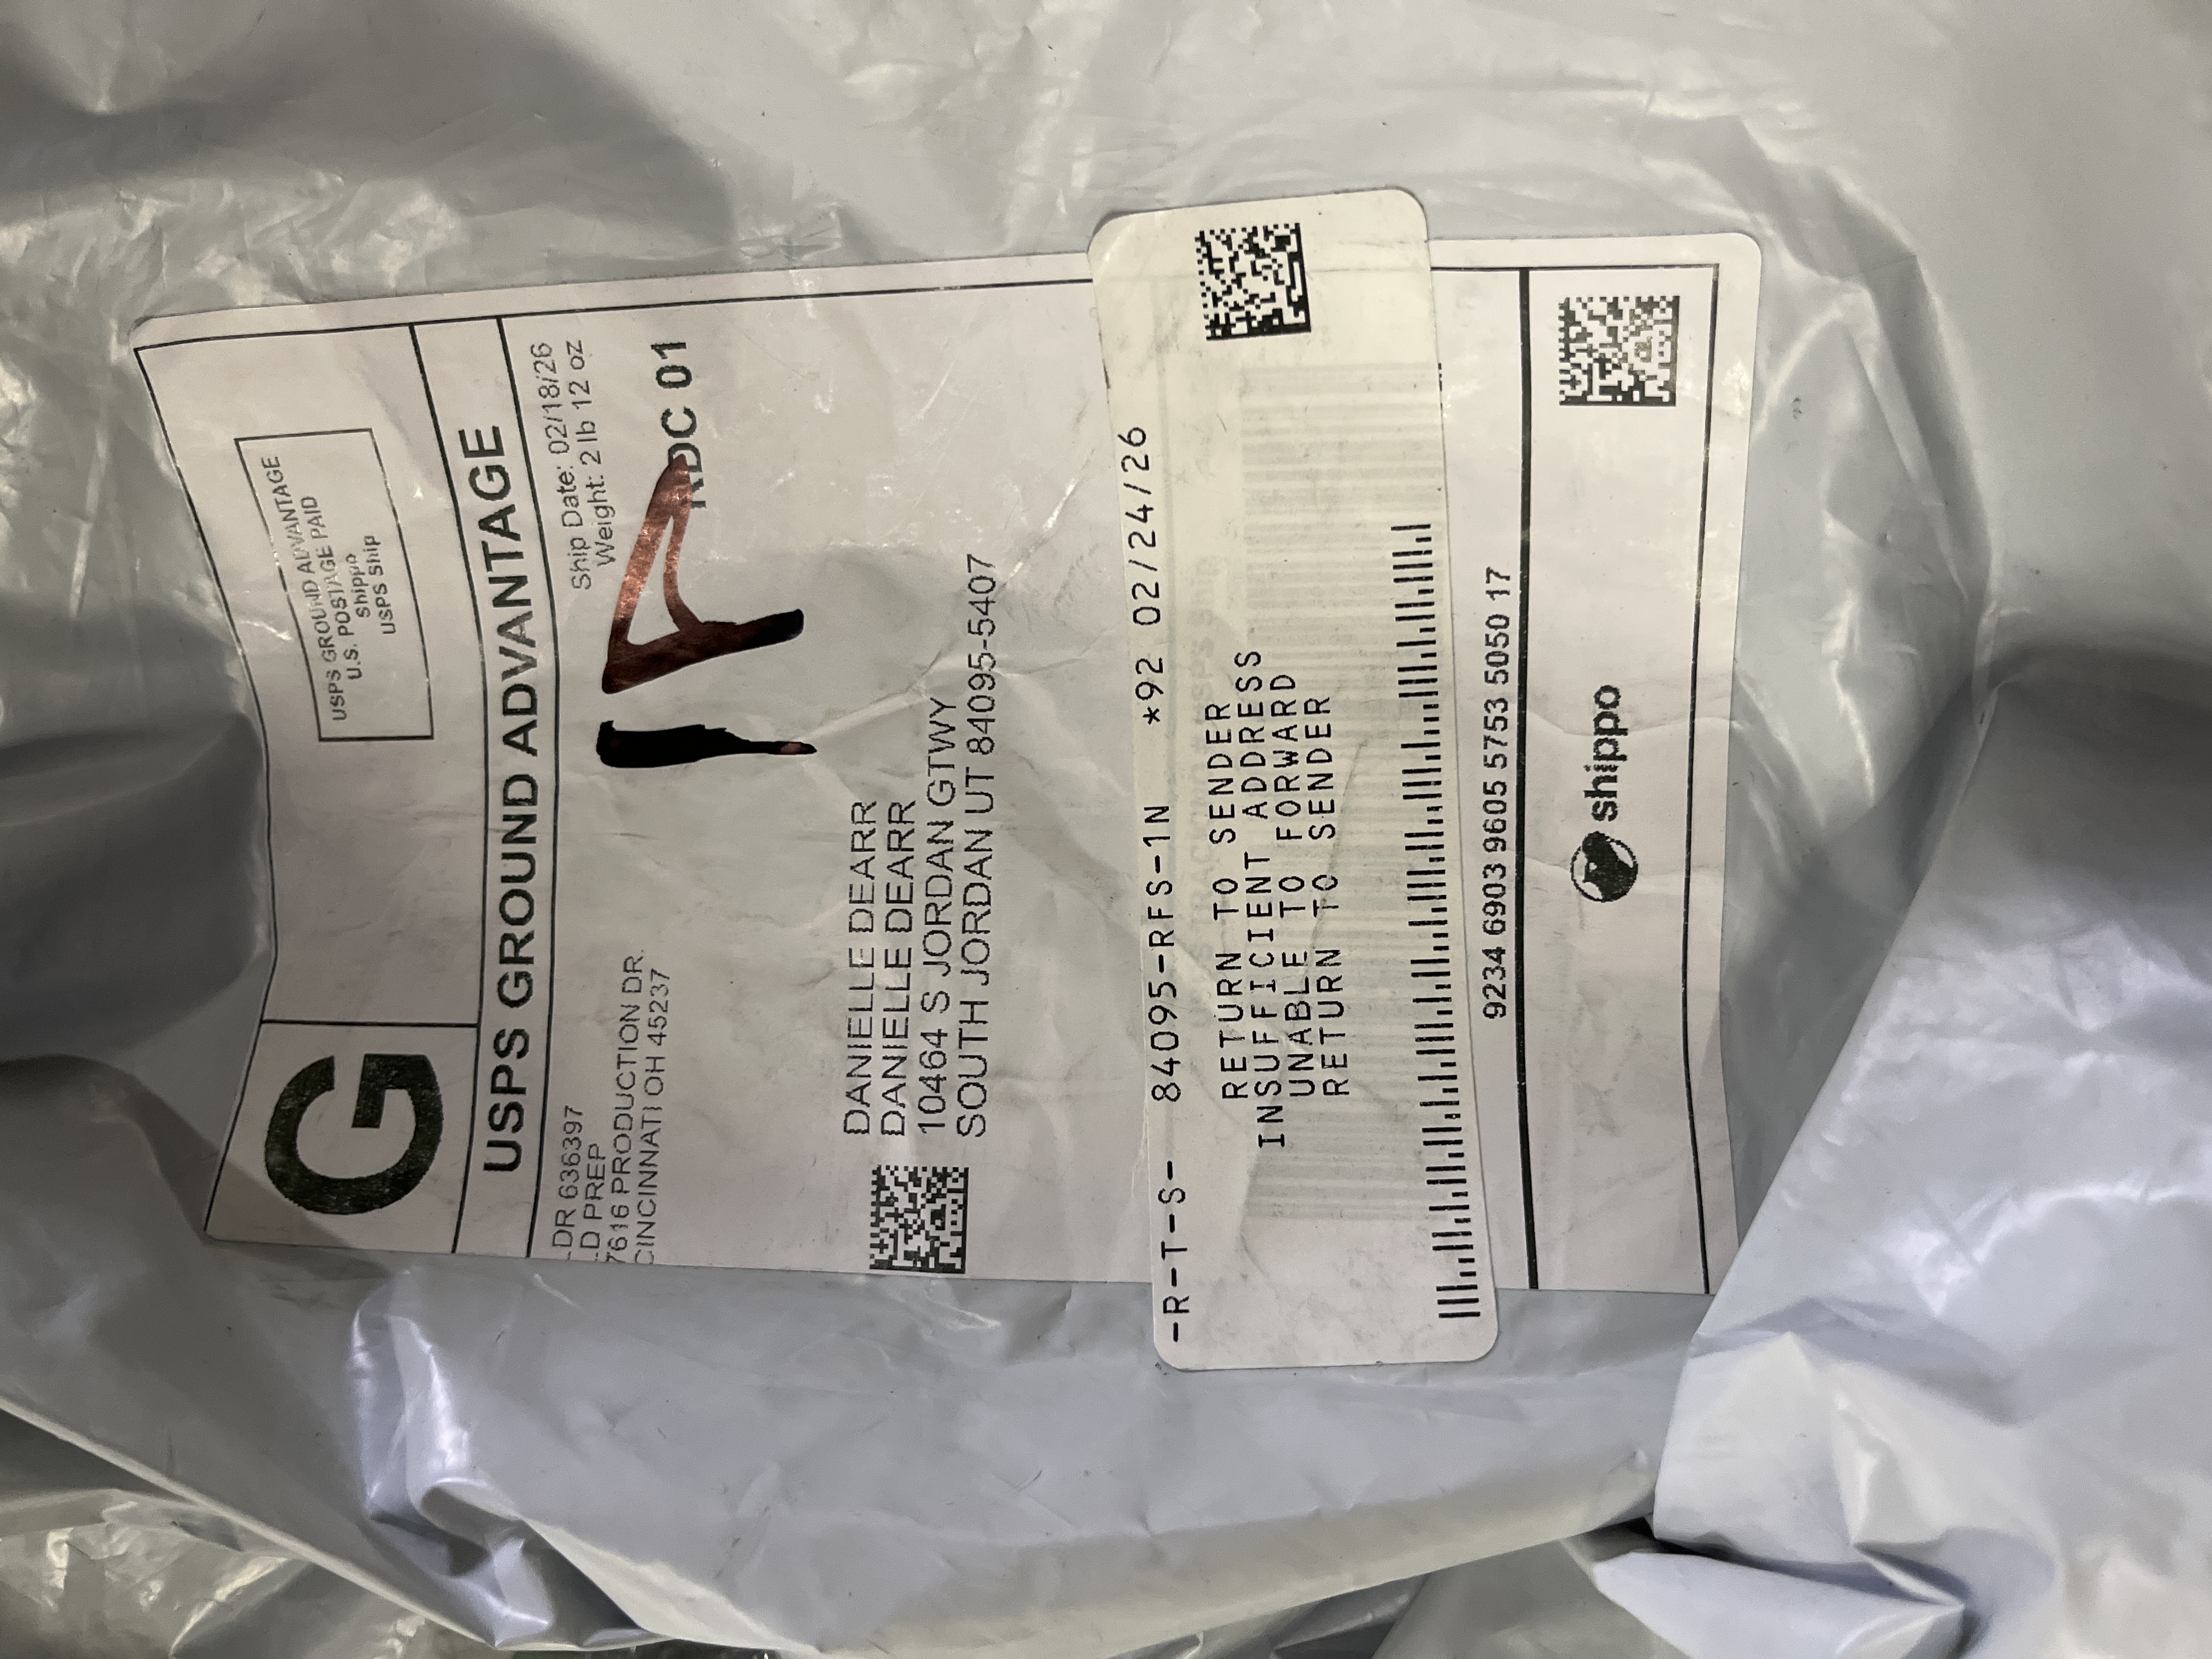 G
USPS GROUND ADVANTAGE
U.S. POSTAGE PAID
Shippo
USPS Ship
USPS GROUND ADVANTAGE
-DR 636397
-D PREP
7616 PRODUCTION DR.
CINCINNATI OH 45237
Ship Date: 02/18/26
Weight: 2 lb 12 oz
RDC 01
DANIELLE DEARR
DANIELLE DEARR
10464 S JORDAN GTWY
SOUTH JORDAN UT 84095-5407
-R-T-S- 84095-RFS-1N *92 02/24/26
RETURN TO SENDER
INSUFFICIENT ADDRESS
UNABLE TO FORWARD
RETURN TO SENDER
9234 6903 9605 5753 5050 17
shippo